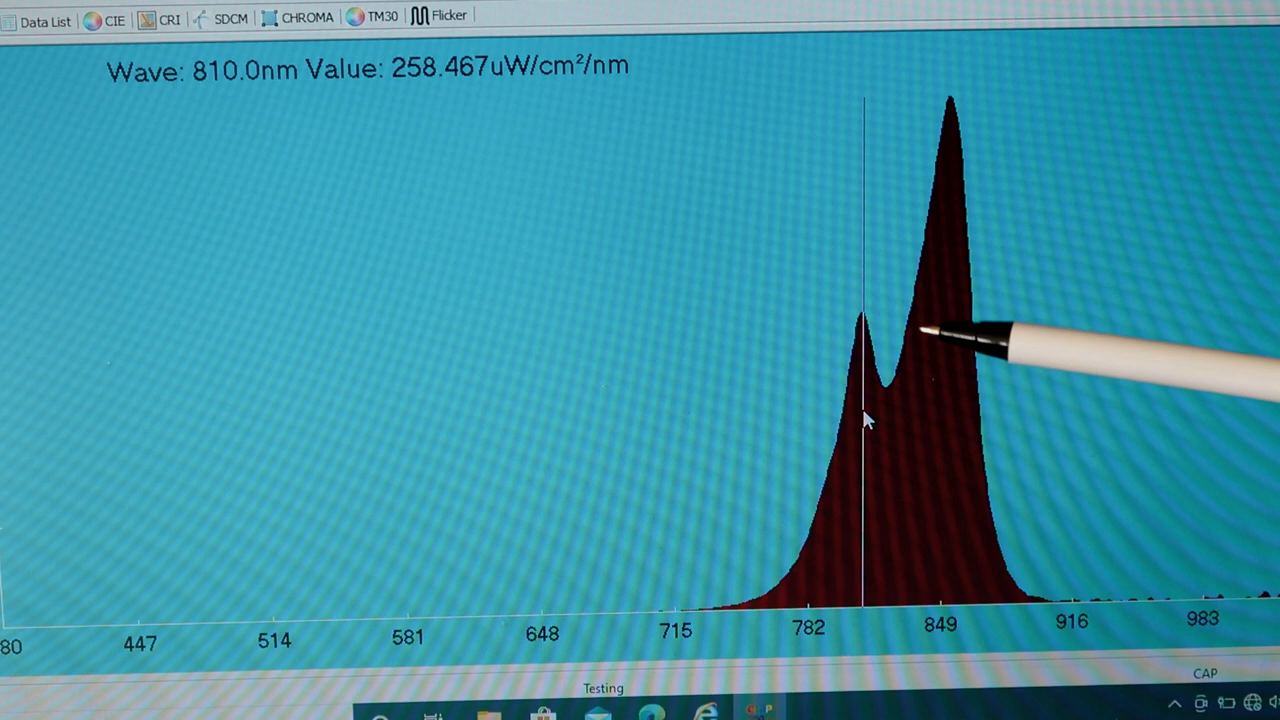 Data List CIE CRI SDCM CHROMA TM30 Flicker
Wave: 810.0nm Value: 258.467uW/cm²/nm
80 447 514 581 648 715 782 849 916 983
Testing CAP